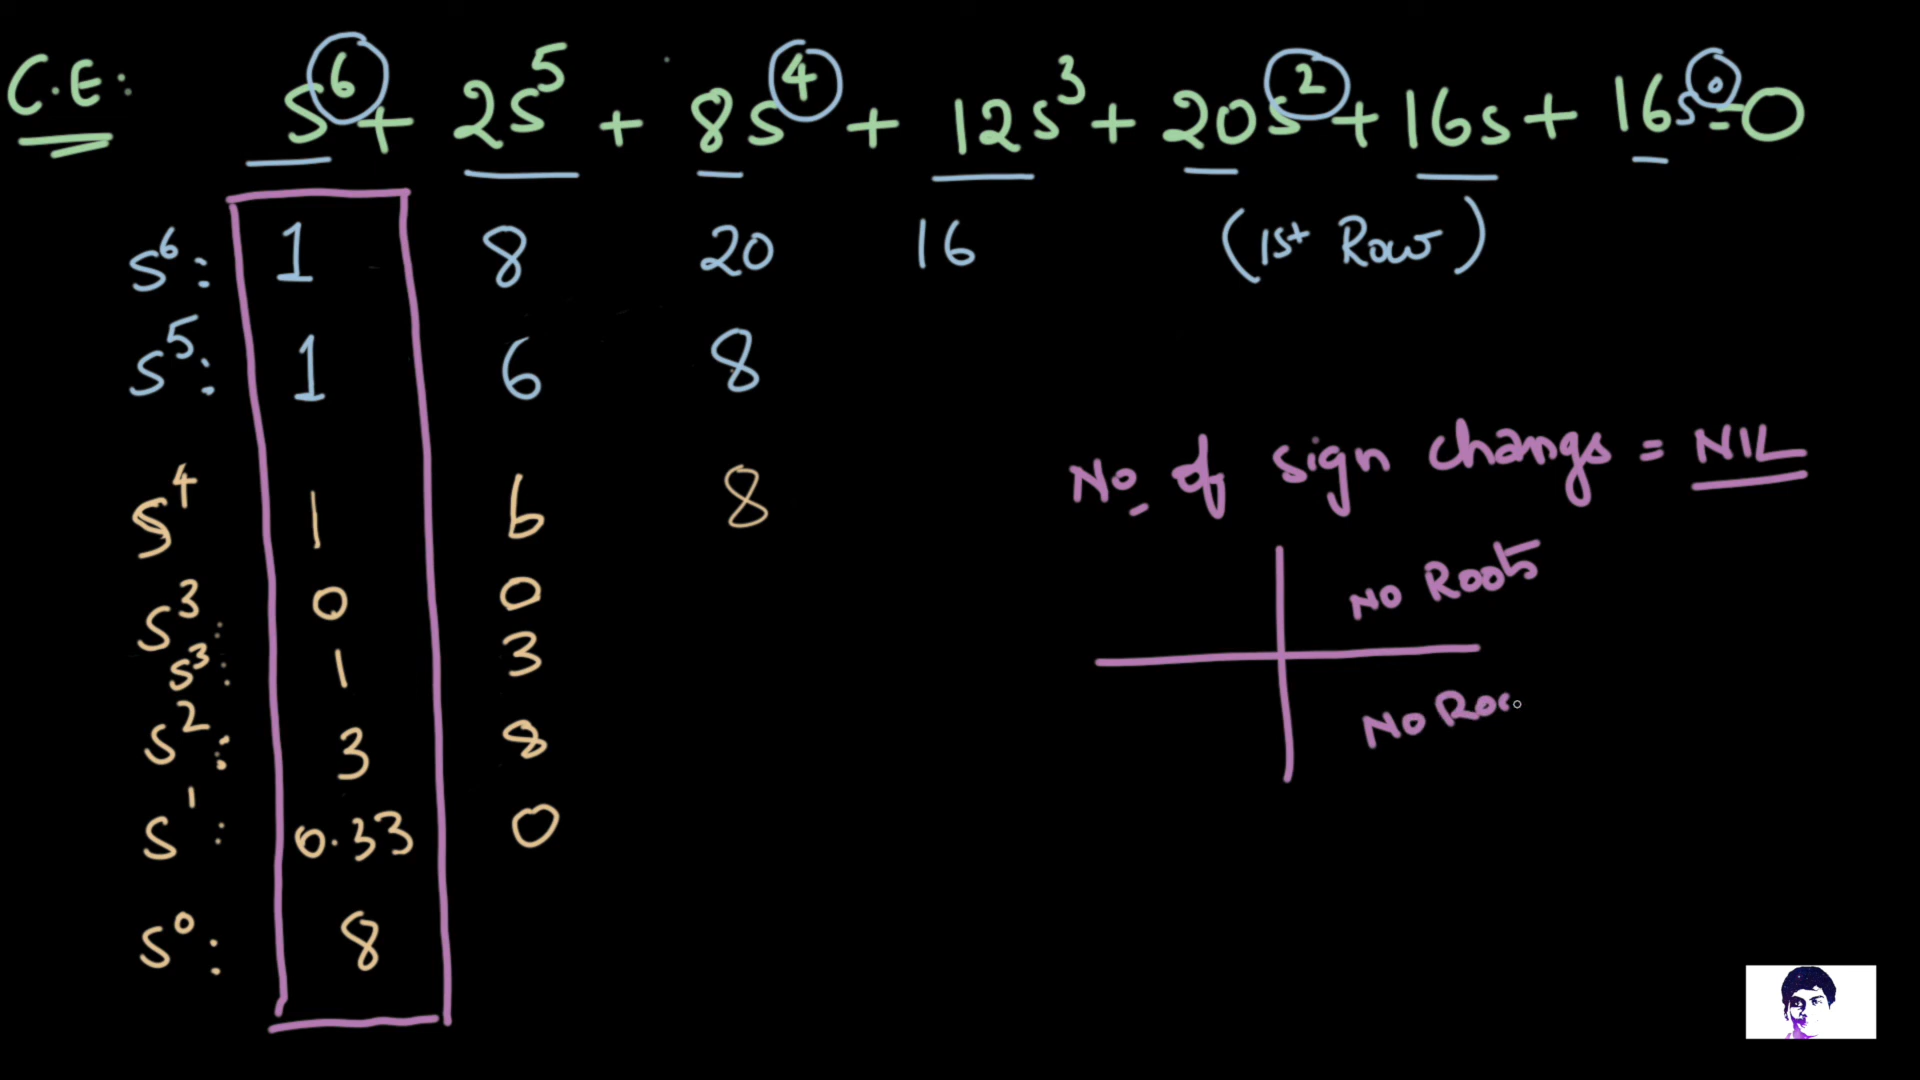 C.E: s⁶ + 2s⁵ + 8s⁴ + 12s³ + 20s² + 16s + 16s⁰ = 0
s⁶: 1 8 20 16 (1st Row)
s⁵: 1 6 8
No of sign changs = NIL
s⁴ 1 6 8
No Roots
s³: 0 0
s³: 1 3
No Roo
s²: 3 8
s¹: 0.33 0
s⁰: 8